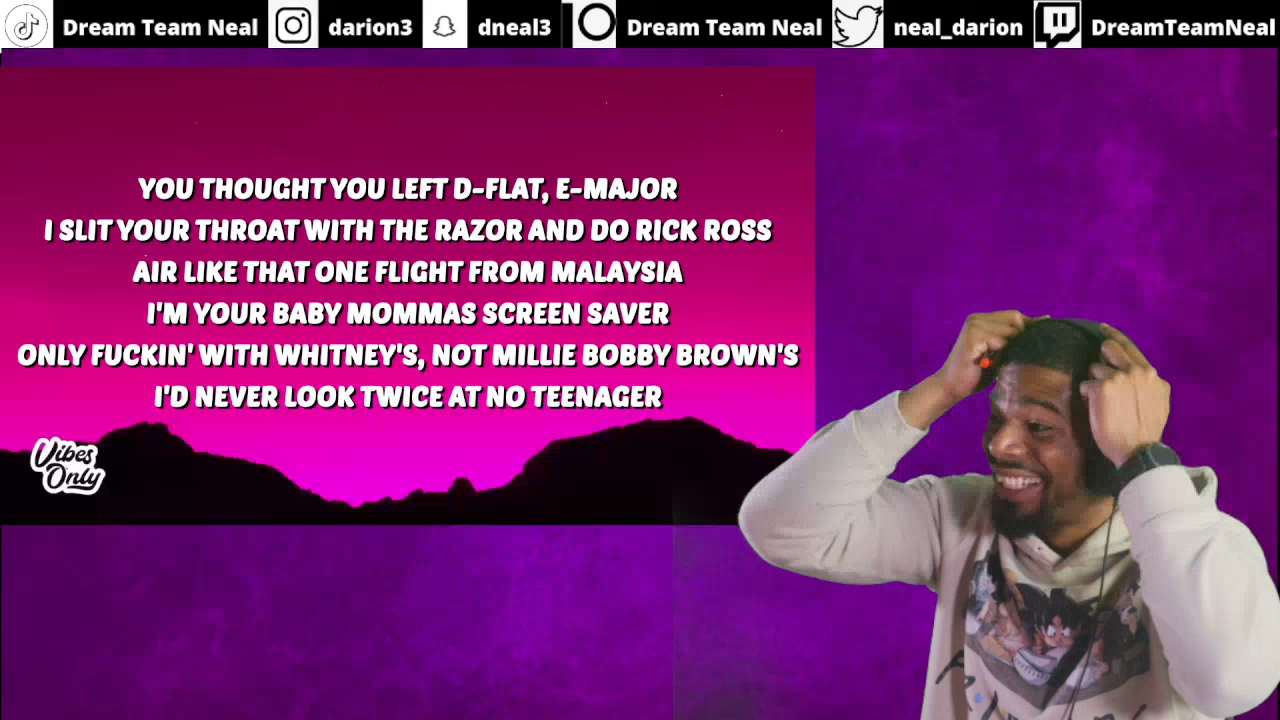 Dream Team Neal darion3 dneal3 Dream Team Neal neal_darion DreamTeamNeal
YOU THOUGHT YOU LEFT D-FLAT, E-MAJOR
I SLIT YOUR THROAT WITH THE RAZOR AND DO RICK ROSS
AIR LIKE THAT ONE FLIGHT FROM MALAYSIA
I'M YOUR BABY MOMMAS SCREEN SAVER
ONLY FUCKIN' WITH WHITNEY'S, NOT MILLIE BOBBY BROWN'S
I'D NEVER LOOK TWICE AT NO TEENAGER
Vibes
Only